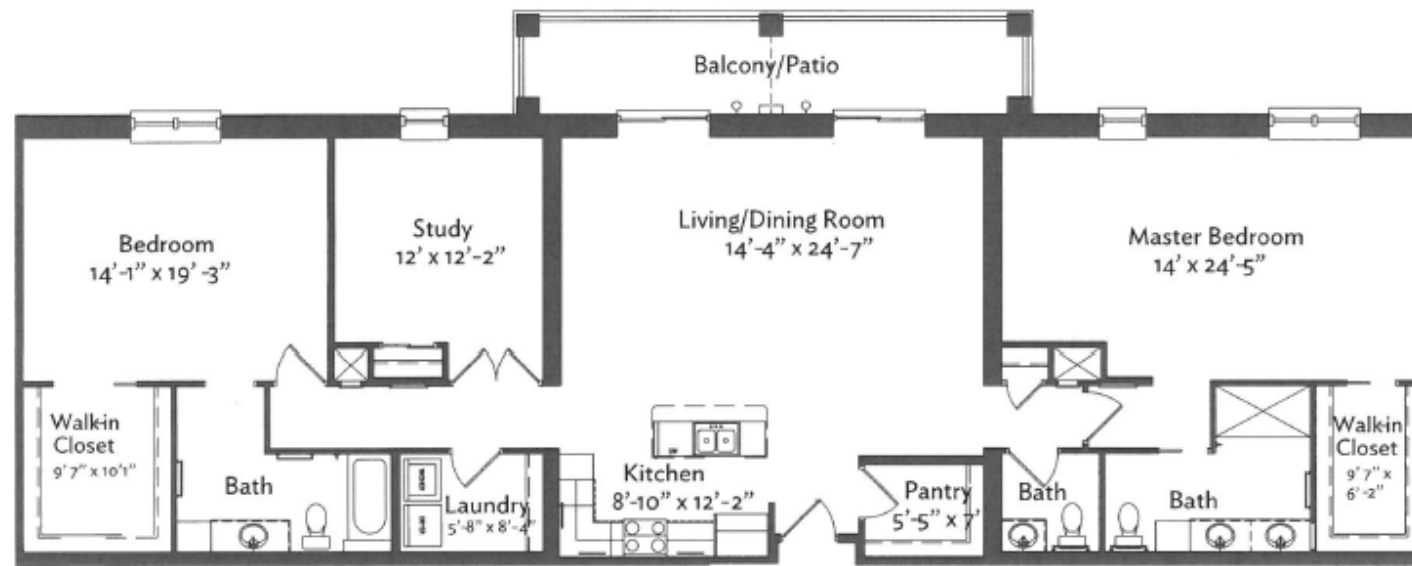 Balcony/Patio
Bedroom
14'-1" x 19'-3"
Study
12' x 12'-2"
Living/Dining Room
14'-4" x 24'-7"
Master Bedroom
14' x 24'-5"
Walk-in
Closet
9'7" x 10'1"
Bath
Laundry
5'-8" x 8'-4"
Kitchen
8'-10" x 12'-2"
Pantry
5'-5" x 7'
Bath
Bath
Walk-in
Closet
9'7" x
6'-2"